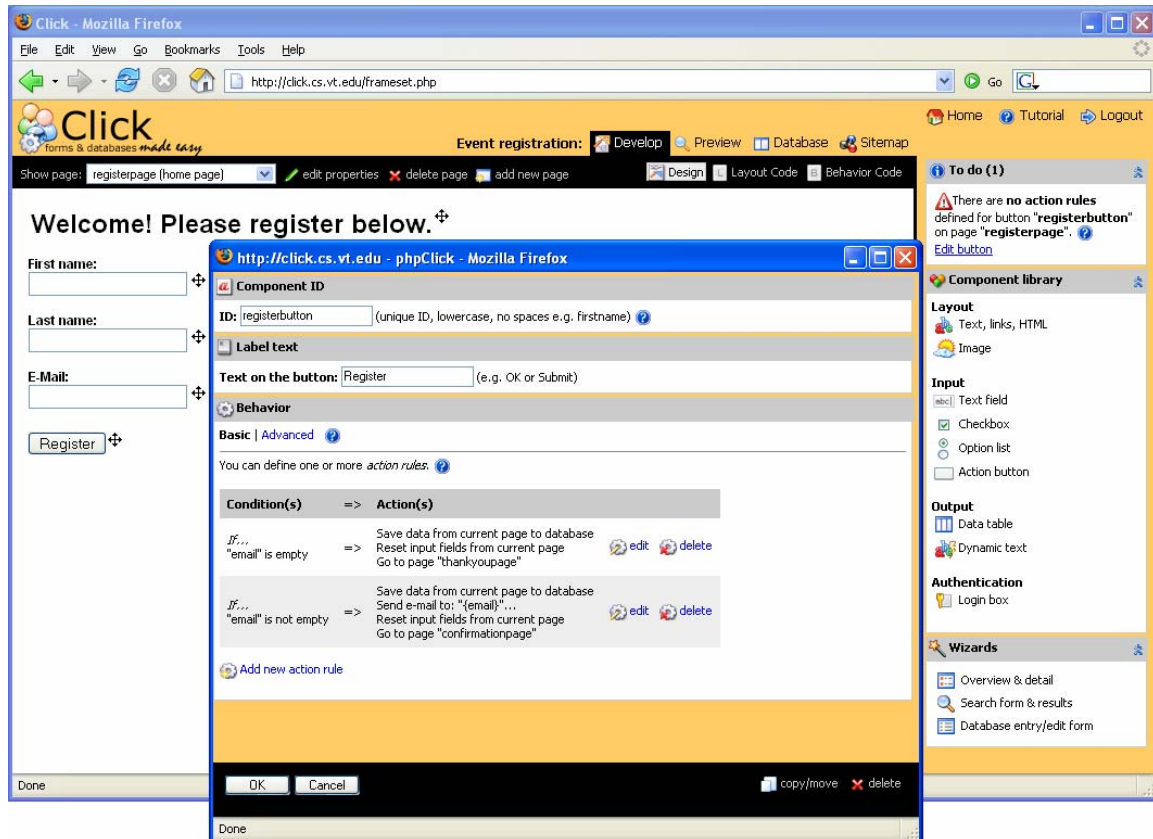 Click - Mozilla Firefox
File Edit View Go Bookmarks Tools Help
http://click.cs.vt.edu/frameset.php
Go
G
Click
forms & databases made easy
Home Tutorial Logout
Event registration: Develop Preview Database Sitemap
Show page: registerpage (home page) edit properties delete page add new page Design L Layout Code B Behavior Code
Welcome! Please register below.
First name:
Last name:
E-Mail:
Register
http://click.cs.vt.edu - phpClick - Mozilla Firefox
a Component ID
ID: registerbutton (unique ID, lowercase, no spaces e.g. firstname)
Label text
Text on the button: Register (e.g. OK or Submit)
Behavior
Basic | Advanced
You can define one or more action rules.
Condition(s) => Action(s)
If...
"email" is empty
=>
Save data from current page to database
Reset input fields from current page
Go to page "thankyoupage"
edit delete
If...
"email" is not empty
=>
Save data from current page to database
Send e-mail to: "{email}"...
Reset input fields from current page
Go to page "confirmationpage"
edit delete
Add new action rule
OK Cancel copy/move delete
Done
To do (1)
There are no action rules
defined for button "registerbutton"
on page "registerpage".
Edit button
Component library
Layout
Text, links, HTML
Image
Input
abc Text field
Checkbox
Option list
Action button
Output
Data table
Dynamic text
Authentication
Login box
Wizards
Overview & detail
Search form & results
Database entry/edit form
Done